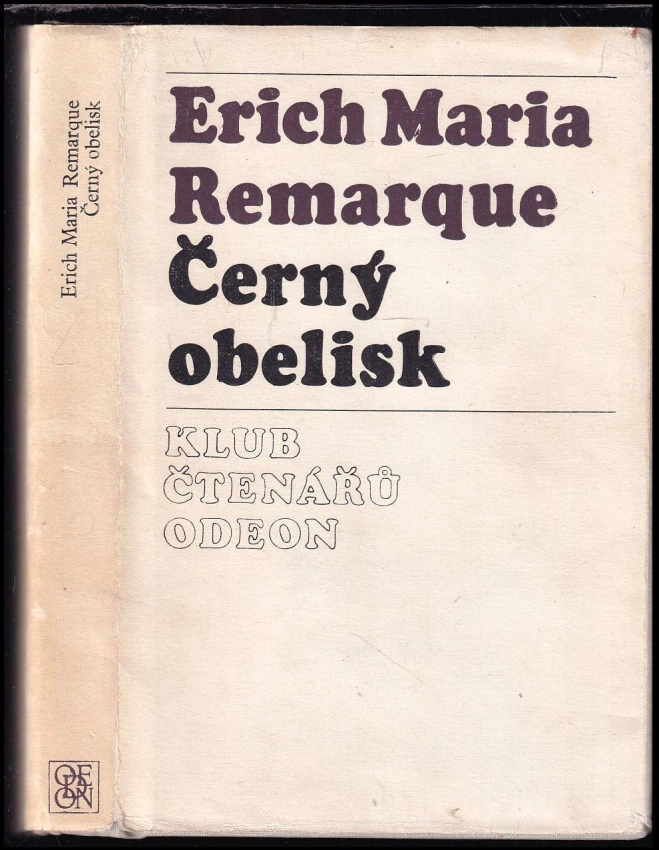 Erich Maria Remarque
Černý obelisk
ODEON
Erich Maria
Remarque
Černý
obelisk
KLUB
ČTENÁŘŮ
ODEON